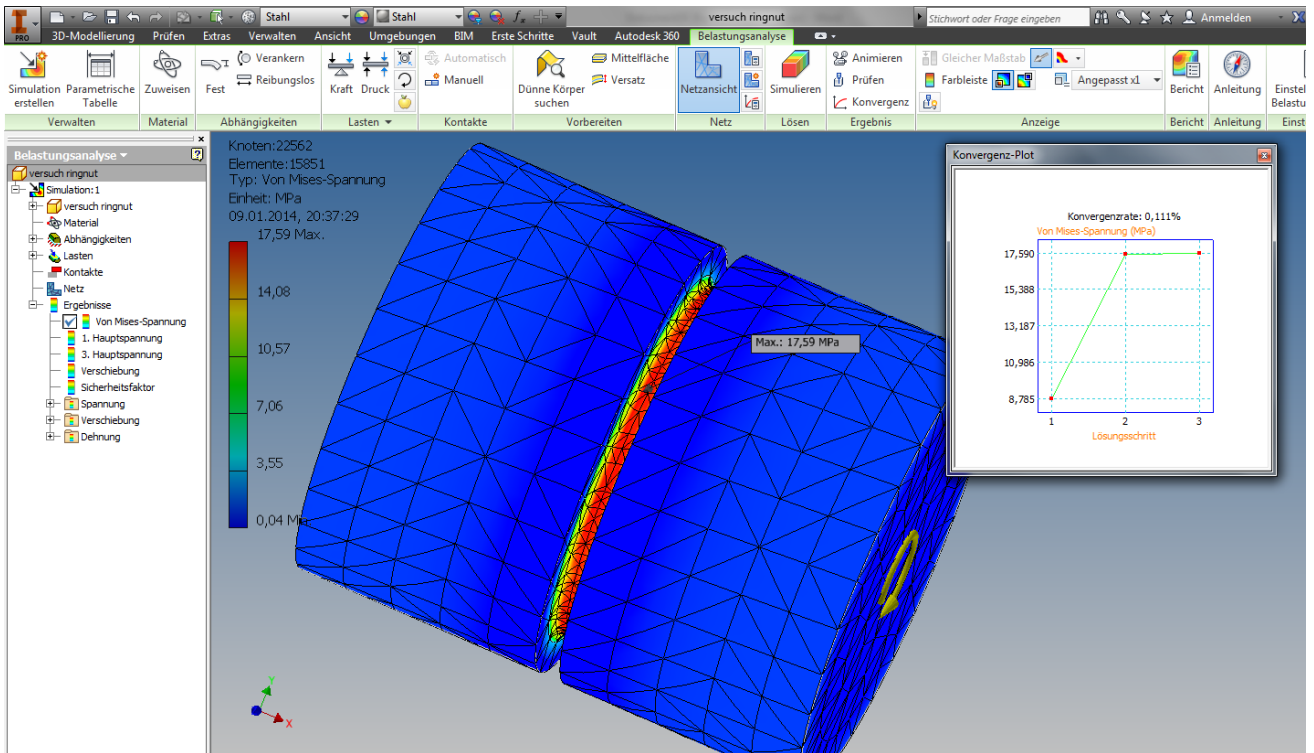 Stahl
Stahl
versuch ringnut
Stichwort oder Frage eingeben
Anmelden
PRO
3D-Modellierung Prüfen Extras Verwalten Ansicht Umgebungen BIM Erste Schritte Vault Autodesk 360 Belastungsanalyse
Simulation erstellen
Parametrische Tabelle
Zuweisen
Fest
Verankern
Reibungslos
Kraft
Druck
Automatisch
Manuell
Dünne Körper suchen
Mittelfläche
Versatz
Netzansicht
Simulieren
Animieren
Prüfen
Konvergenz
Gleicher Maßstab
Farbleiste
Angepasst x1
Bericht
Anleitung
Verwalten Material Abhängigkeiten Lasten Kontakte Vorbereiten Netz Lösen Ergebnis Anzeige Bericht Anleitung
Belastungsanalyse
versuch ringnut
Simulation:1
versuch ringnut
Material
Abhängigkeiten
Lasten
Kontakte
Netz
Ergebnisse
Von Mises-Spannung
1. Hauptspannung
3. Hauptspannung
Verschiebung
Sicherheitsfaktor
Spannung
Verschiebung
Dehnung
Knoten:22562
Elemente:15851
Typ: Von Mises-Spannung
Einheit: MPa
09.01.2014, 20:37:29
17,59 Max.
14,08
10,57
7,06
3,55
0,04
Max.: 17,59 MPa
Y
X
Konvergenz-Plot
Konvergenzrate: 0,111%
Von Mises-Spannung (MPa)
17,590
15,388
13,187
10,986
8,785
1 2 3
Lösungsschritt